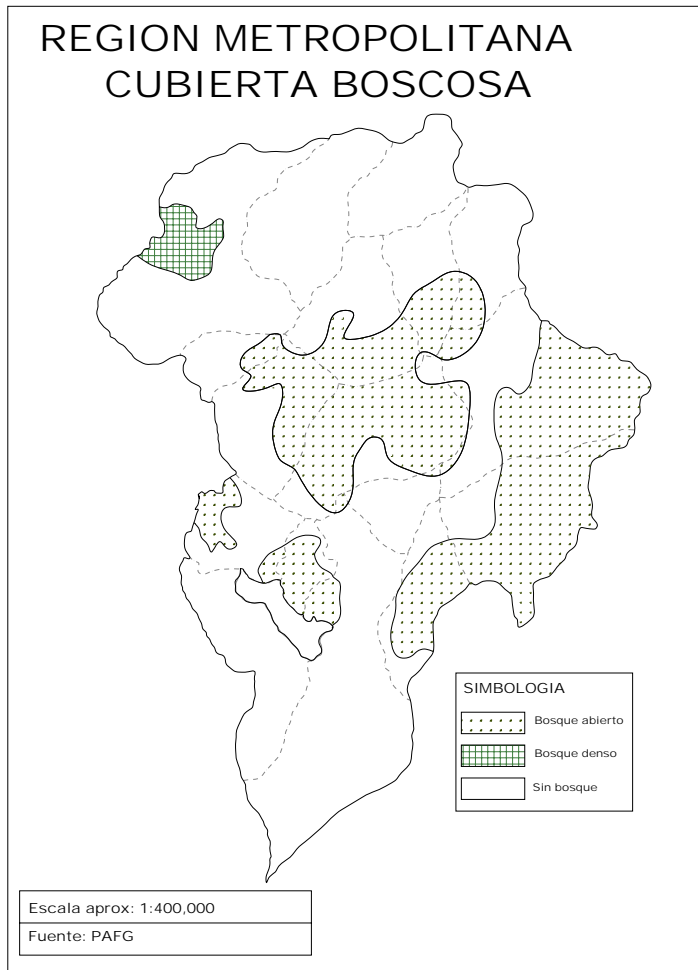 REGION METROPOLITANA
CUBIERTA BOSCOSA
SIMBOLOGIA
Bosque abierto
Bosque denso
Sin bosque
Escala aprox: 1:400,000
Fuente: PAFG